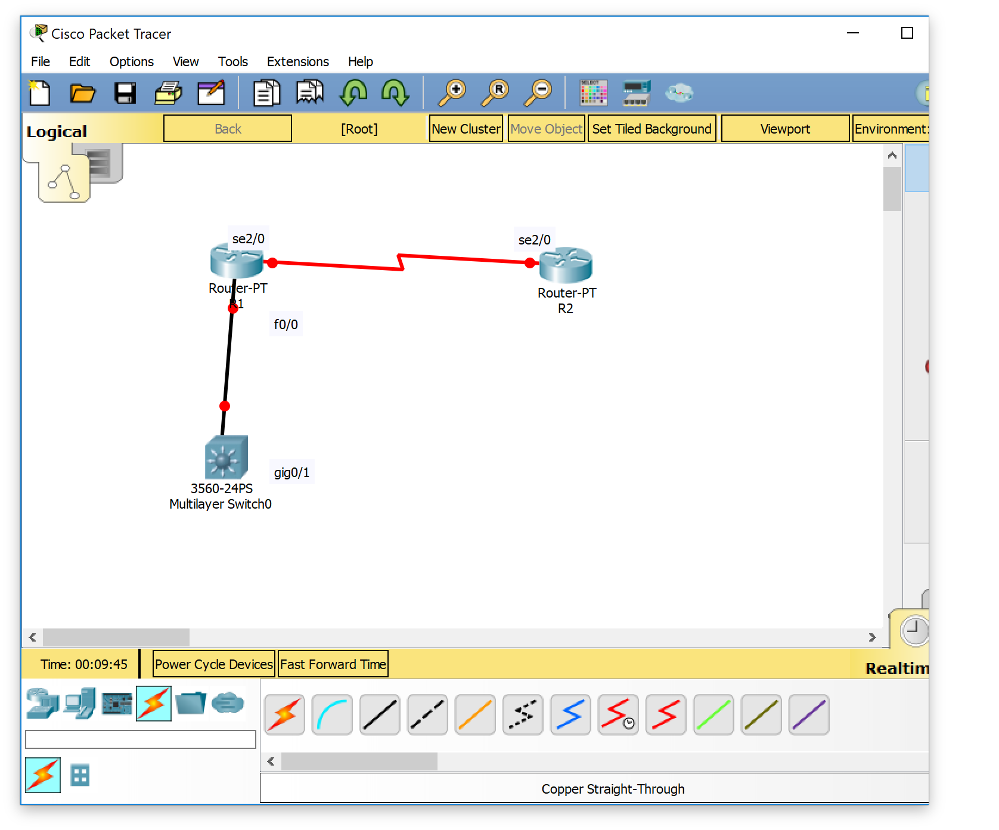 Cisco Packet Tracer
File Edit Options View Tools Extensions Help
SELECT
R
Logical Back [Root] New Cluster Move Object Set Tiled Background Viewport Environment:
se2/0 se2/0
Router-PT
R1
Router-PT
R2
f0/0
gig0/1
3560-24PS
Multilayer Switch0
Time: 00:09:45 Power Cycle Devices Fast Forward Time Realtim
Copper Straight-Through